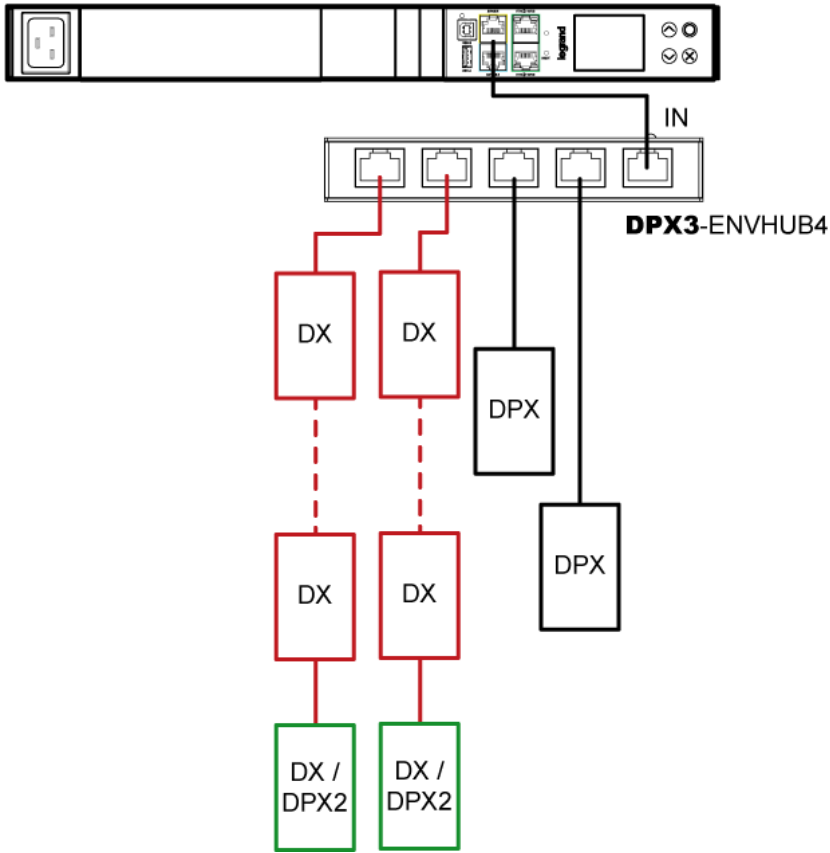 legrand
IN
DPX3-ENVHUB4
DX
DX
DPX
DPX
DX
DX
DX /
DPX2
DX /
DPX2